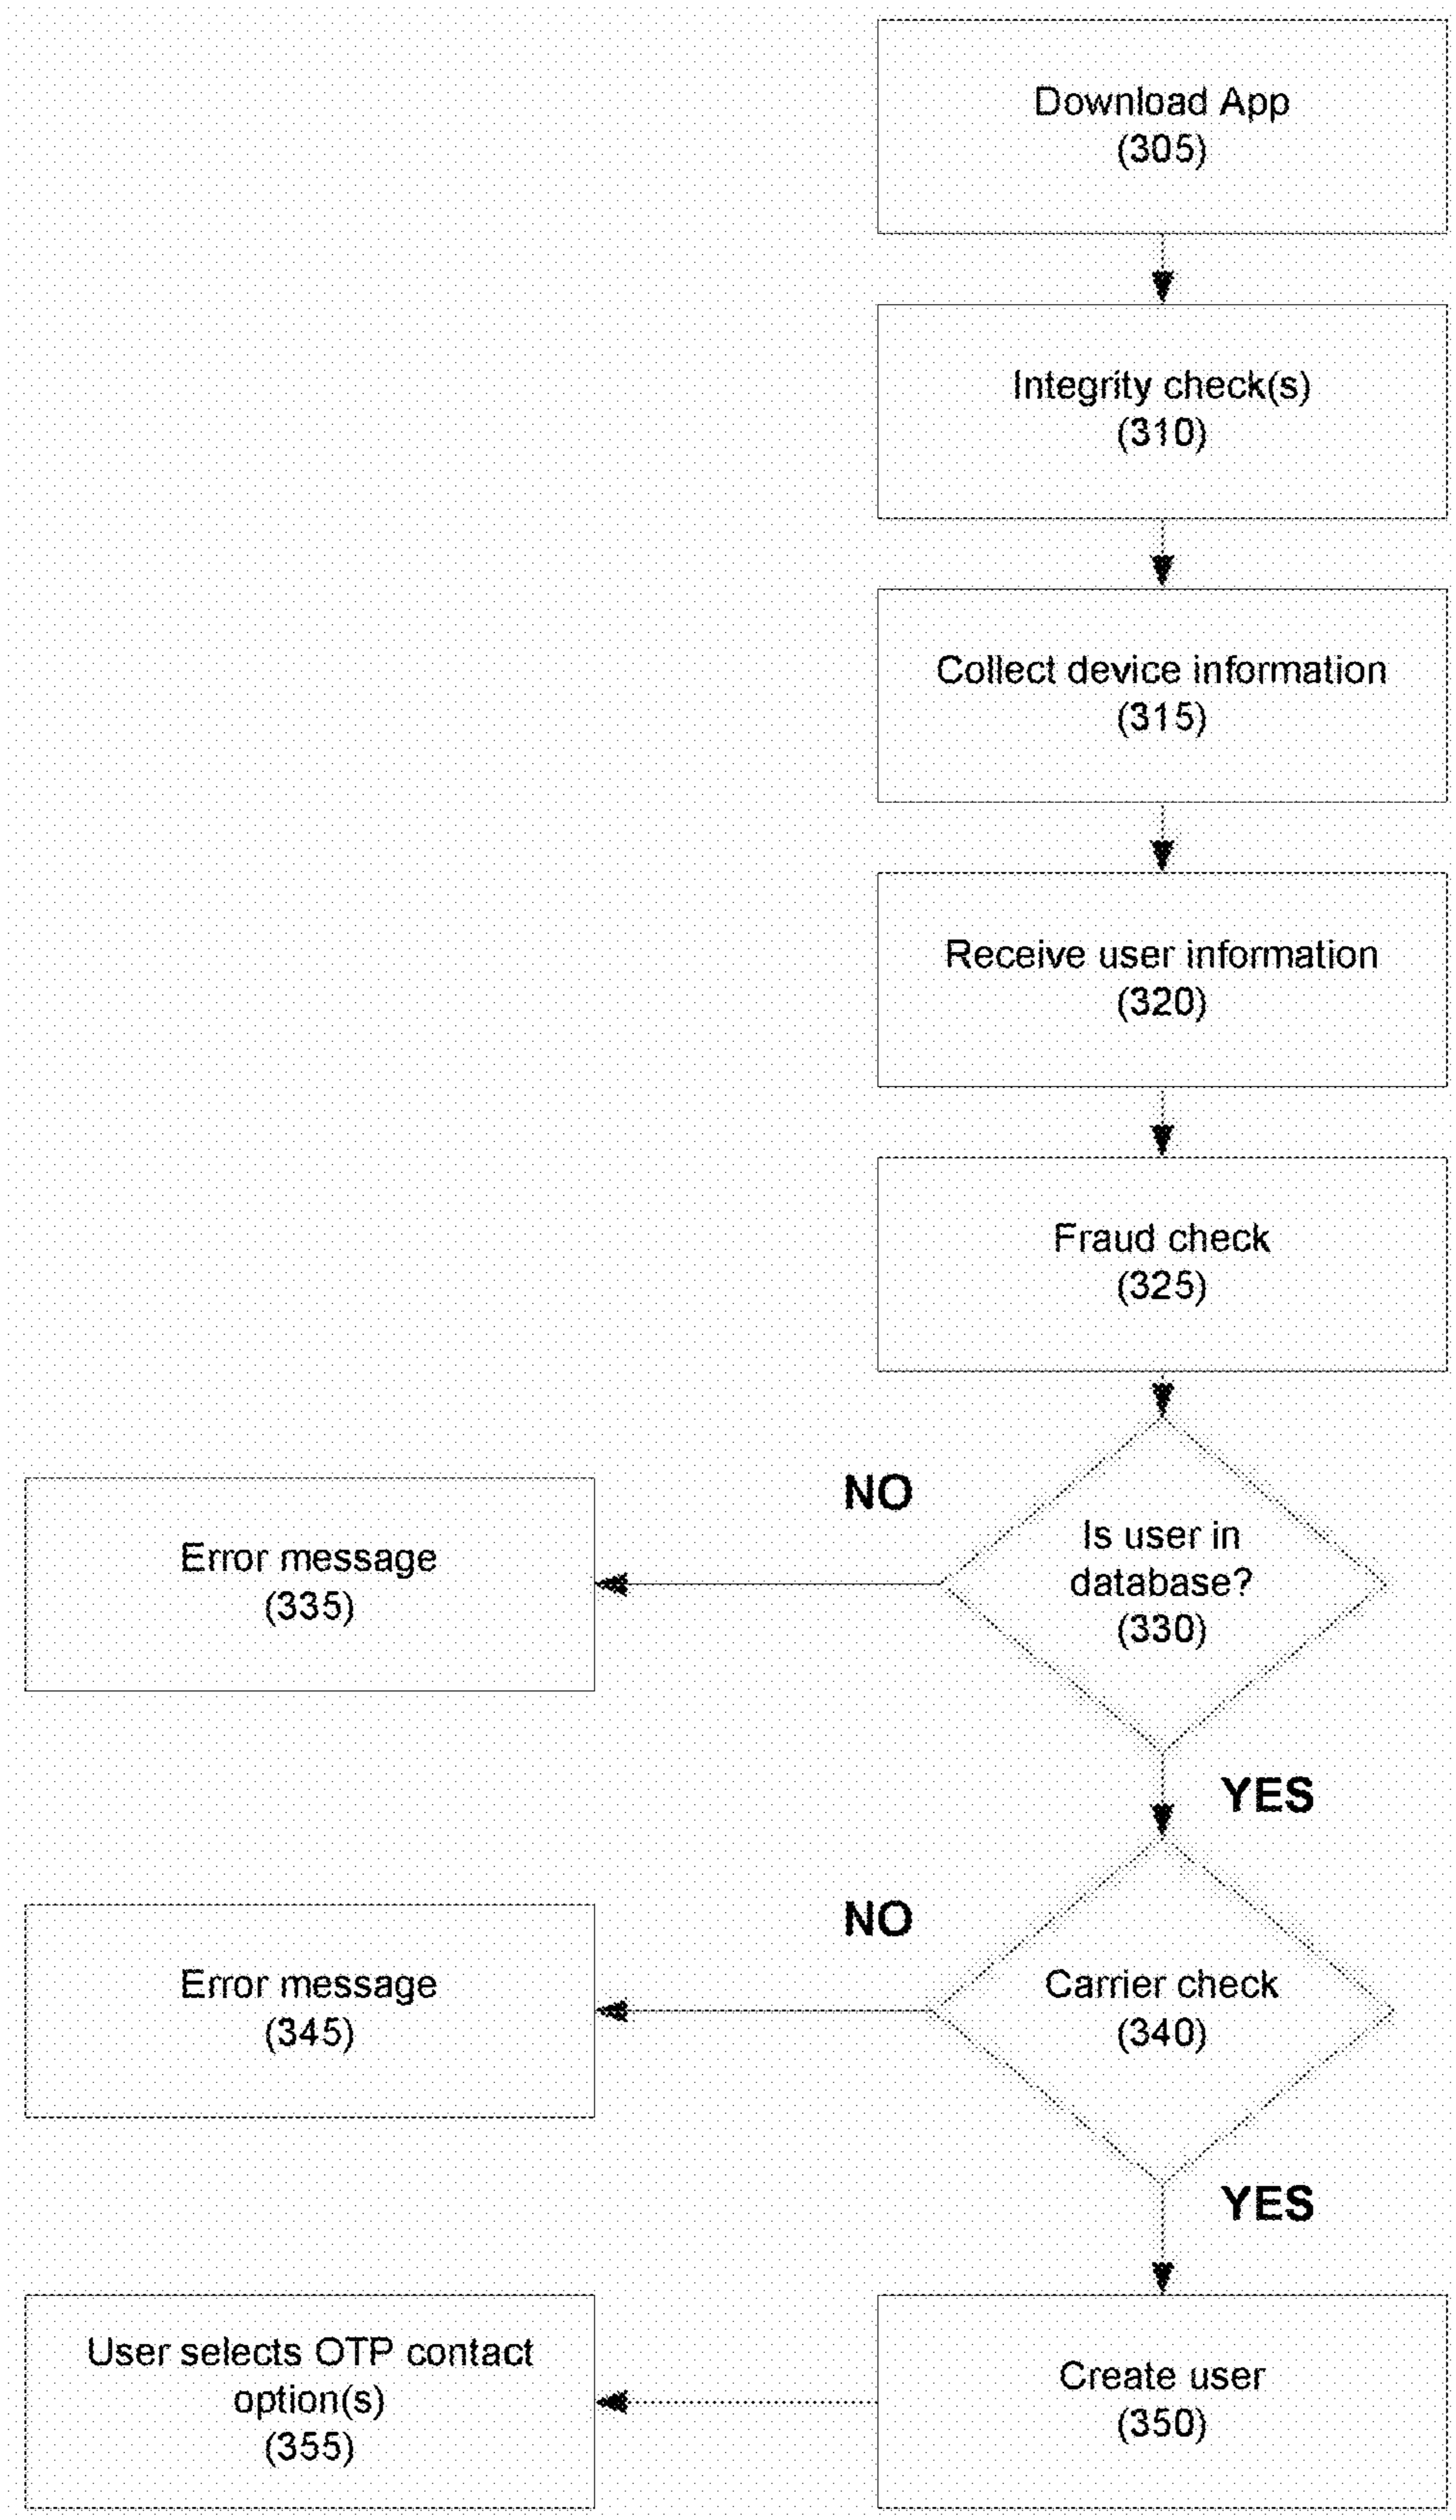 Download App
(305)
Integrity check(s)
(310)
Collect device information
(315)
Receive user information
(320)
Fraud check
(325)
NO
Is user in
database?
(330)
Error message
(335)
YES
NO
Carrier check
(340)
Error message
(345)
YES
Create user
(350)
User selects OTP contact
option(s)
(355)